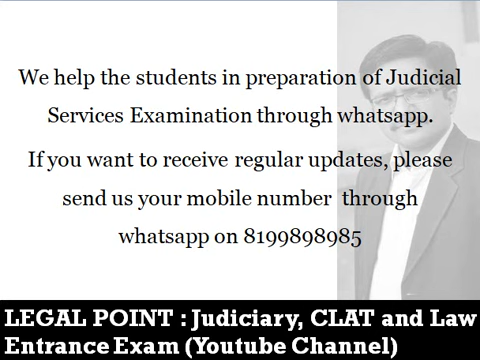 We help the students in preparation of Judicial
Services Examination through whatsapp.
If you want to receive regular updates, please
send us your mobile number through
whatsapp on 8199898985
LEGAL POINT : Judiciary, CLAT and Law
Entrance Exam (Youtube Channel)